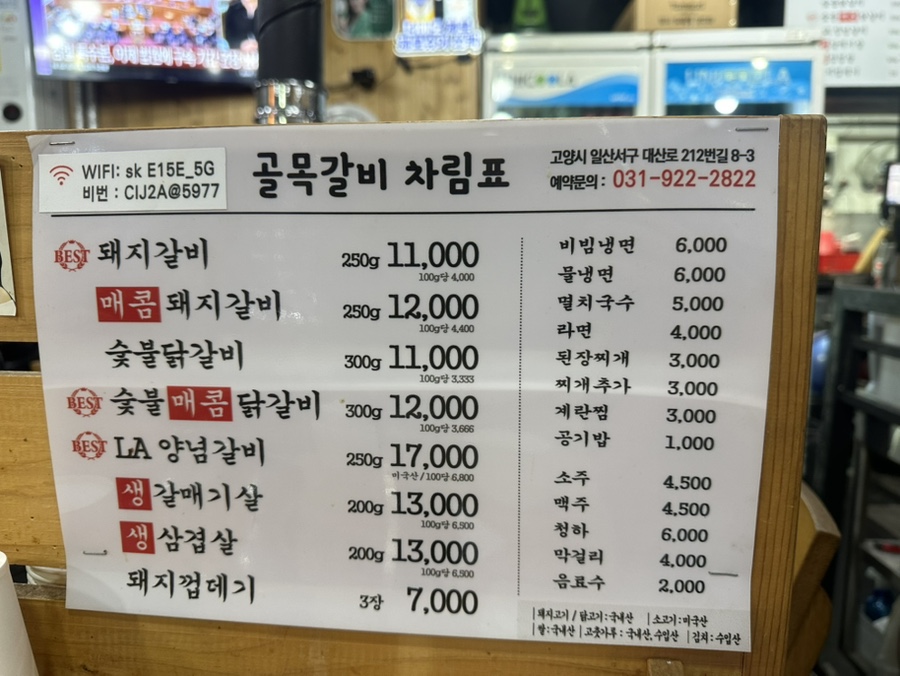 WIFI: sk E15E_5G
비번 : CIJ2A@5977
골목갈비 차림표
고양시 일산서구 대산로 212번길 8-3
예약문의 : 031-922-2822
BEST 돼지갈비 250g 11,000
100g당 4,000
매콤 돼지갈비 250g 12,000
100g당 4,400
숯불닭갈비 300g 11,000
100g당 3,333
BEST 숯불 매콤 닭갈비 300g 12,000
100g당 3,666
BEST LA 양념갈비 250g 17,000
미국산 / 100당 6,800
생 갈매기살 200g 13,000
100g당 6,500
생 삼겹살 200g 13,000
100g당 6,500
돼지껍데기 3장 7,000
비빔냉면 6,000
물냉면 6,000
멸치국수 5,000
라면 4,000
된장찌개 3,000
찌개추가 3,000
계란찜 3,000
공기밥 1,000
소주 4,500
맥주 4,500
청하 6,000
막걸리 4,000
음료수 2,000
| 돼지고기 / 닭고기 : 국내산 | 소고기 : 미국산
| 쌀 : 국내산 | 고춧가루 : 국내산, 수입산 | 김치 : 수입산